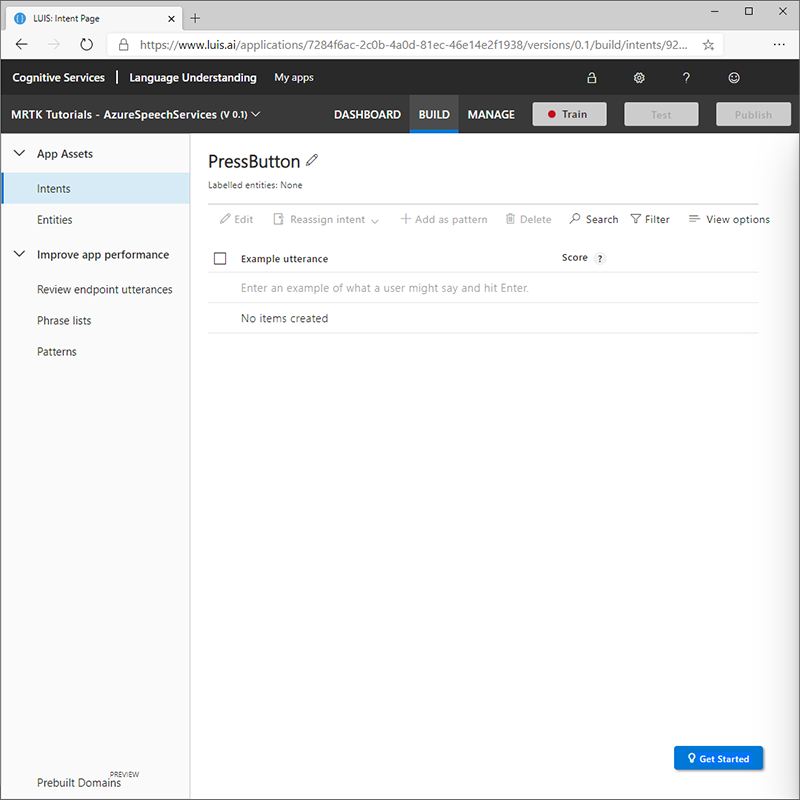 LUIS: Intent Page
https://www.luis.ai/applications/7284f6ac-2c0b-4a0d-81ec-46e14e2f1938/versions/0.1/build/intents/92...
Cognitive Services Language Understanding My apps
MRTK Tutorials - AzureSpeechServices (V 0.1) DASHBOARD BUILD MANAGE Train Test Publish
App Assets
Intents
Entities
Improve app performance
Review endpoint utterances
Phrase lists
Patterns
PressButton
Labelled entities: None
Edit Reassign intent Add as pattern Delete Search Filter View options
Example utterance Score ?
Enter an example of what a user might say and hit Enter.
No items created
Get Started
Prebuilt Domains PREVIEW